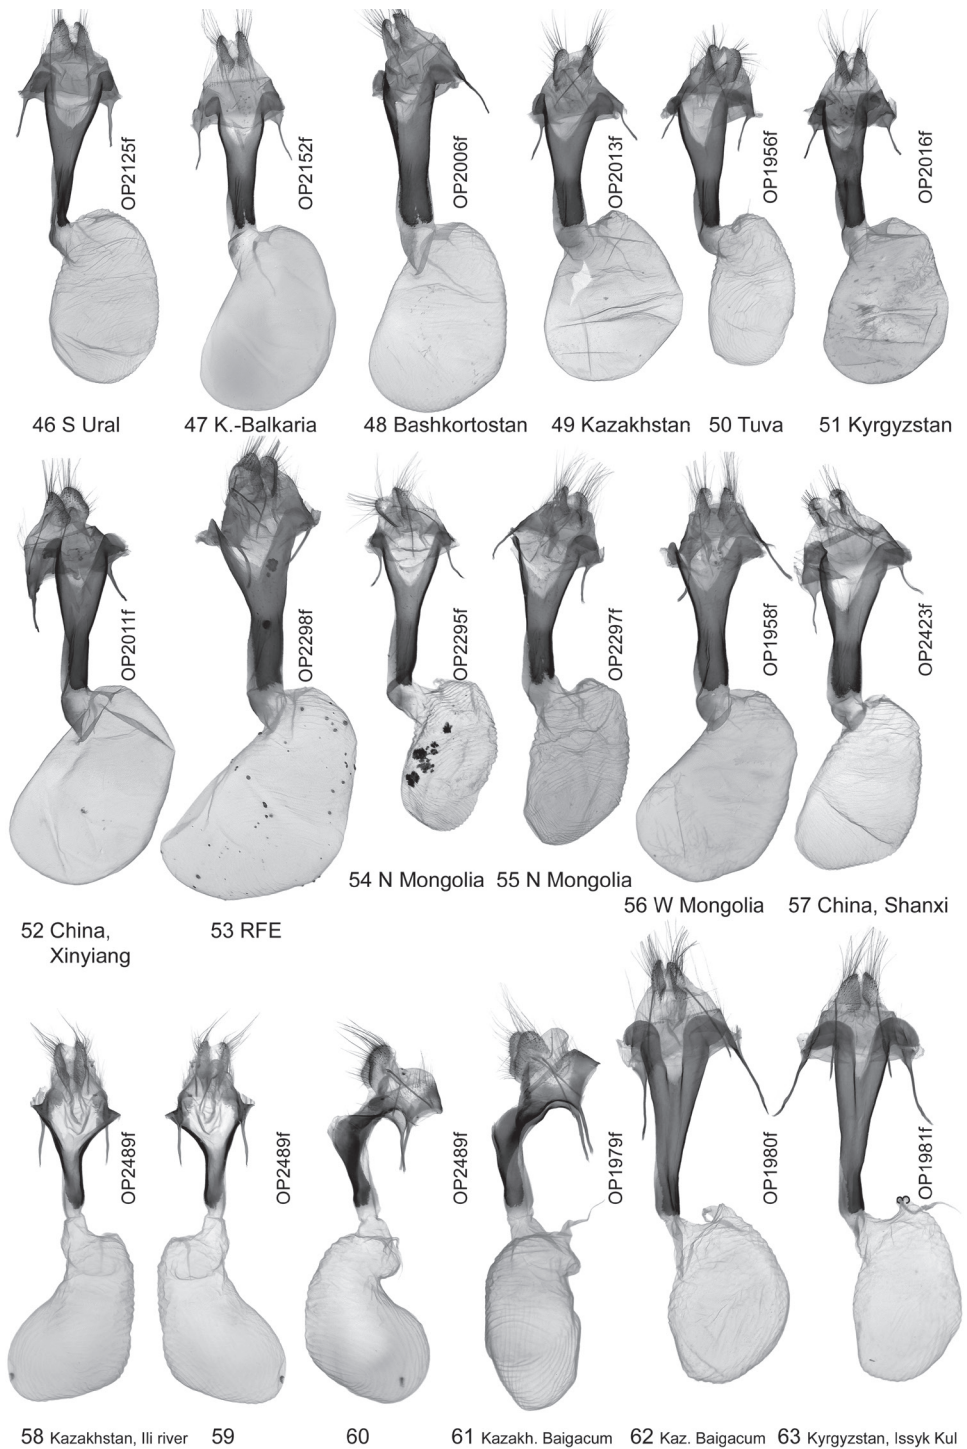 OP2125f
OP2152f
OP2006f
OP2013f
OP1956f
OP2016f
46 S Ural
47 K.-Balkaria
48 Bashkortostan
49 Kazakhstan
50 Tuva
51 Kyrgyzstan
OP2011f
OP2298f
OP2295f
OP2297f
OP1958f
OP2423f
54 N Mongolia
55 N Mongolia
56 W Mongolia
57 China, Shanxi
52 China,
Xinyiang
53 RFE
OP2489f
OP2489f
OP2489f
OP1979f
OP1980f
OP1981f
58 Kazakhstan, Ili river
59
60
61 Kazakh. Baigacum
62 Kaz. Baigacum
63 Kyrgyzstan, Issyk Kul